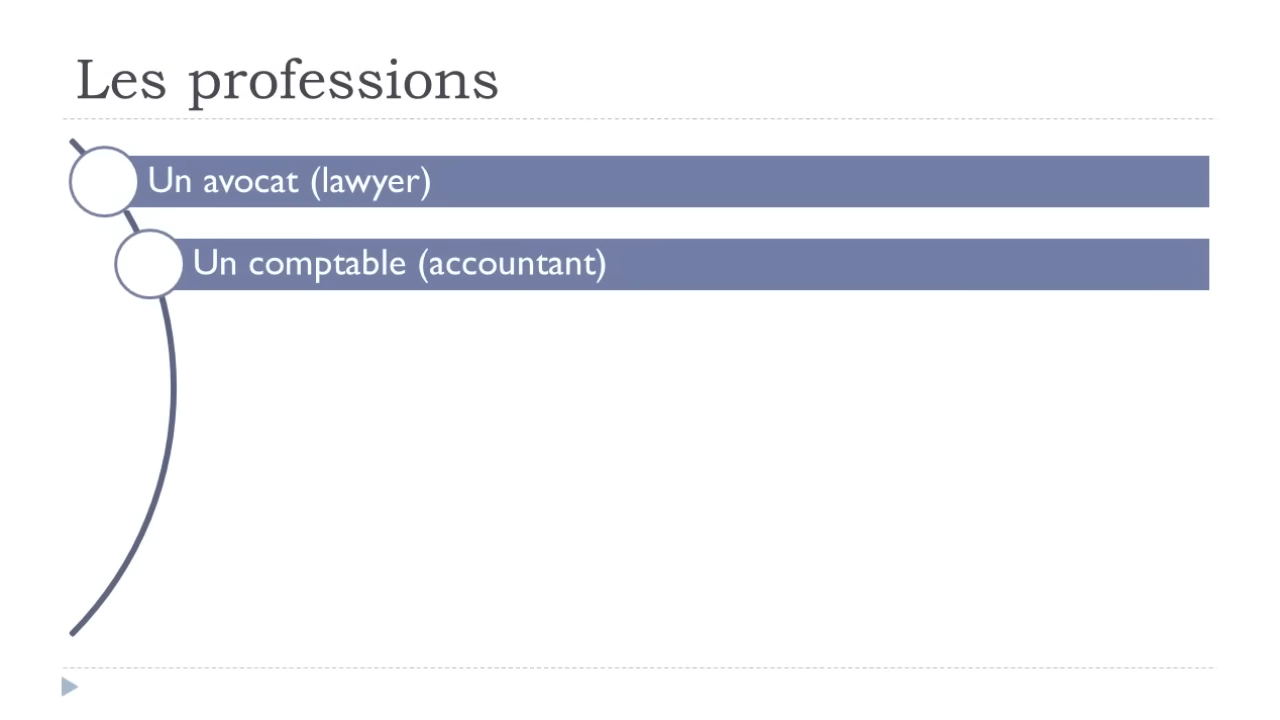 Les professions
Un avocat (lawyer)
Un comptable (accountant)